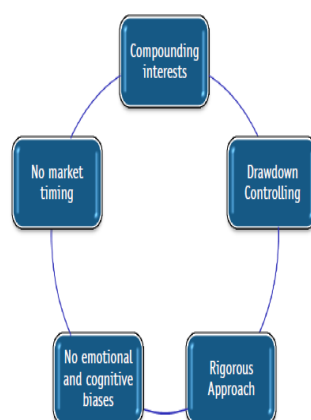 Compounding
interests
No market
timing
Drawdown
Controlling
No emotional
and cognitive
biases
Rigorous
Approach